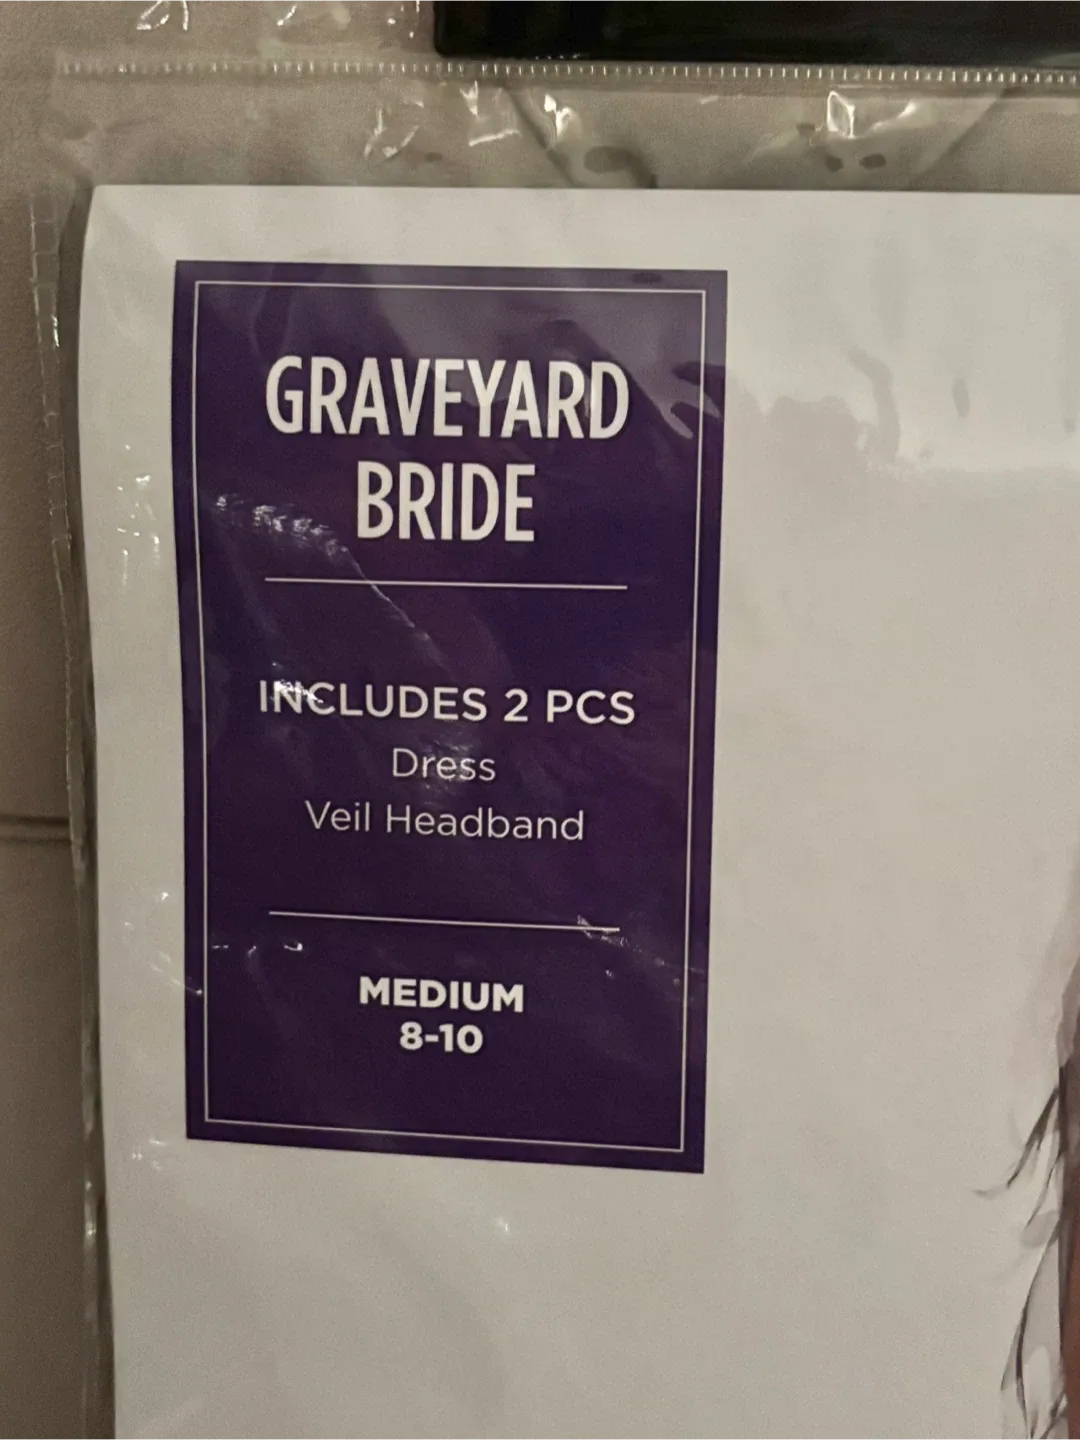 GRAVEYARD
BRIDE
INCLUDES 2 PCS
Dress
Veil Headband
MEDIUM
8-10